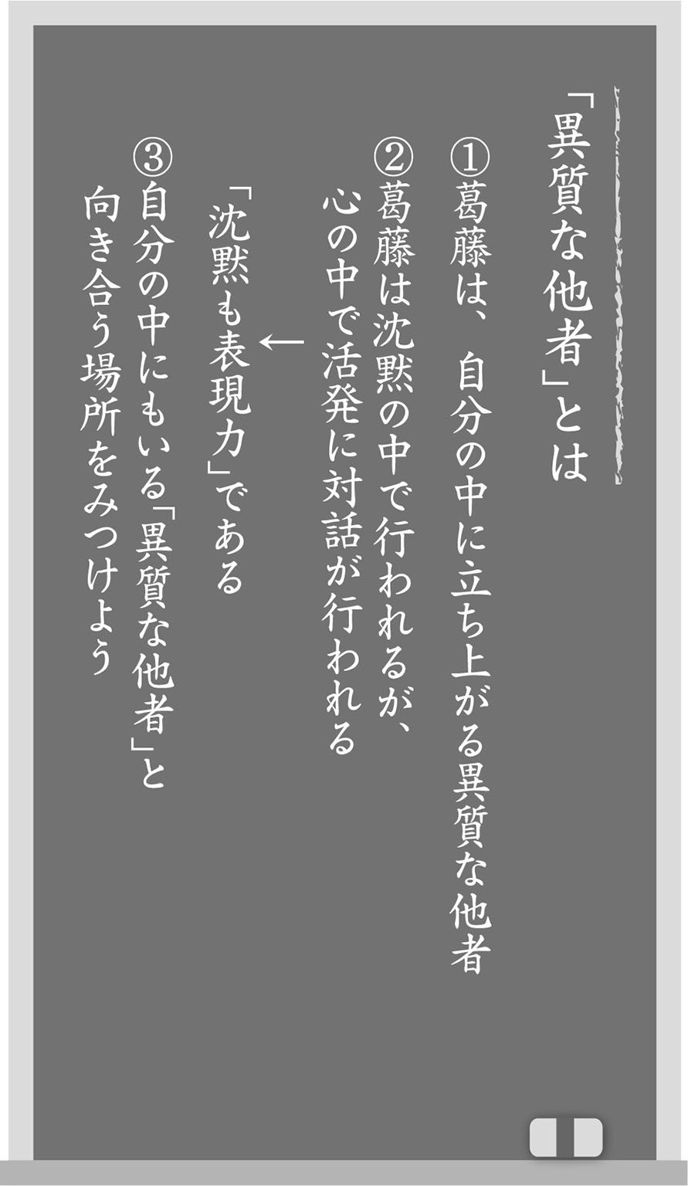 「異質な他者」とは
①葛藤は、自分の中に立ち上がる異質な他者
②葛藤は沈黙の中で行われるが、
心の中で活発に対話が行われる
←
「沈黙も表現力」である
③自分の中にもいる「異質な他者」と
向き合う場所をみつけよう